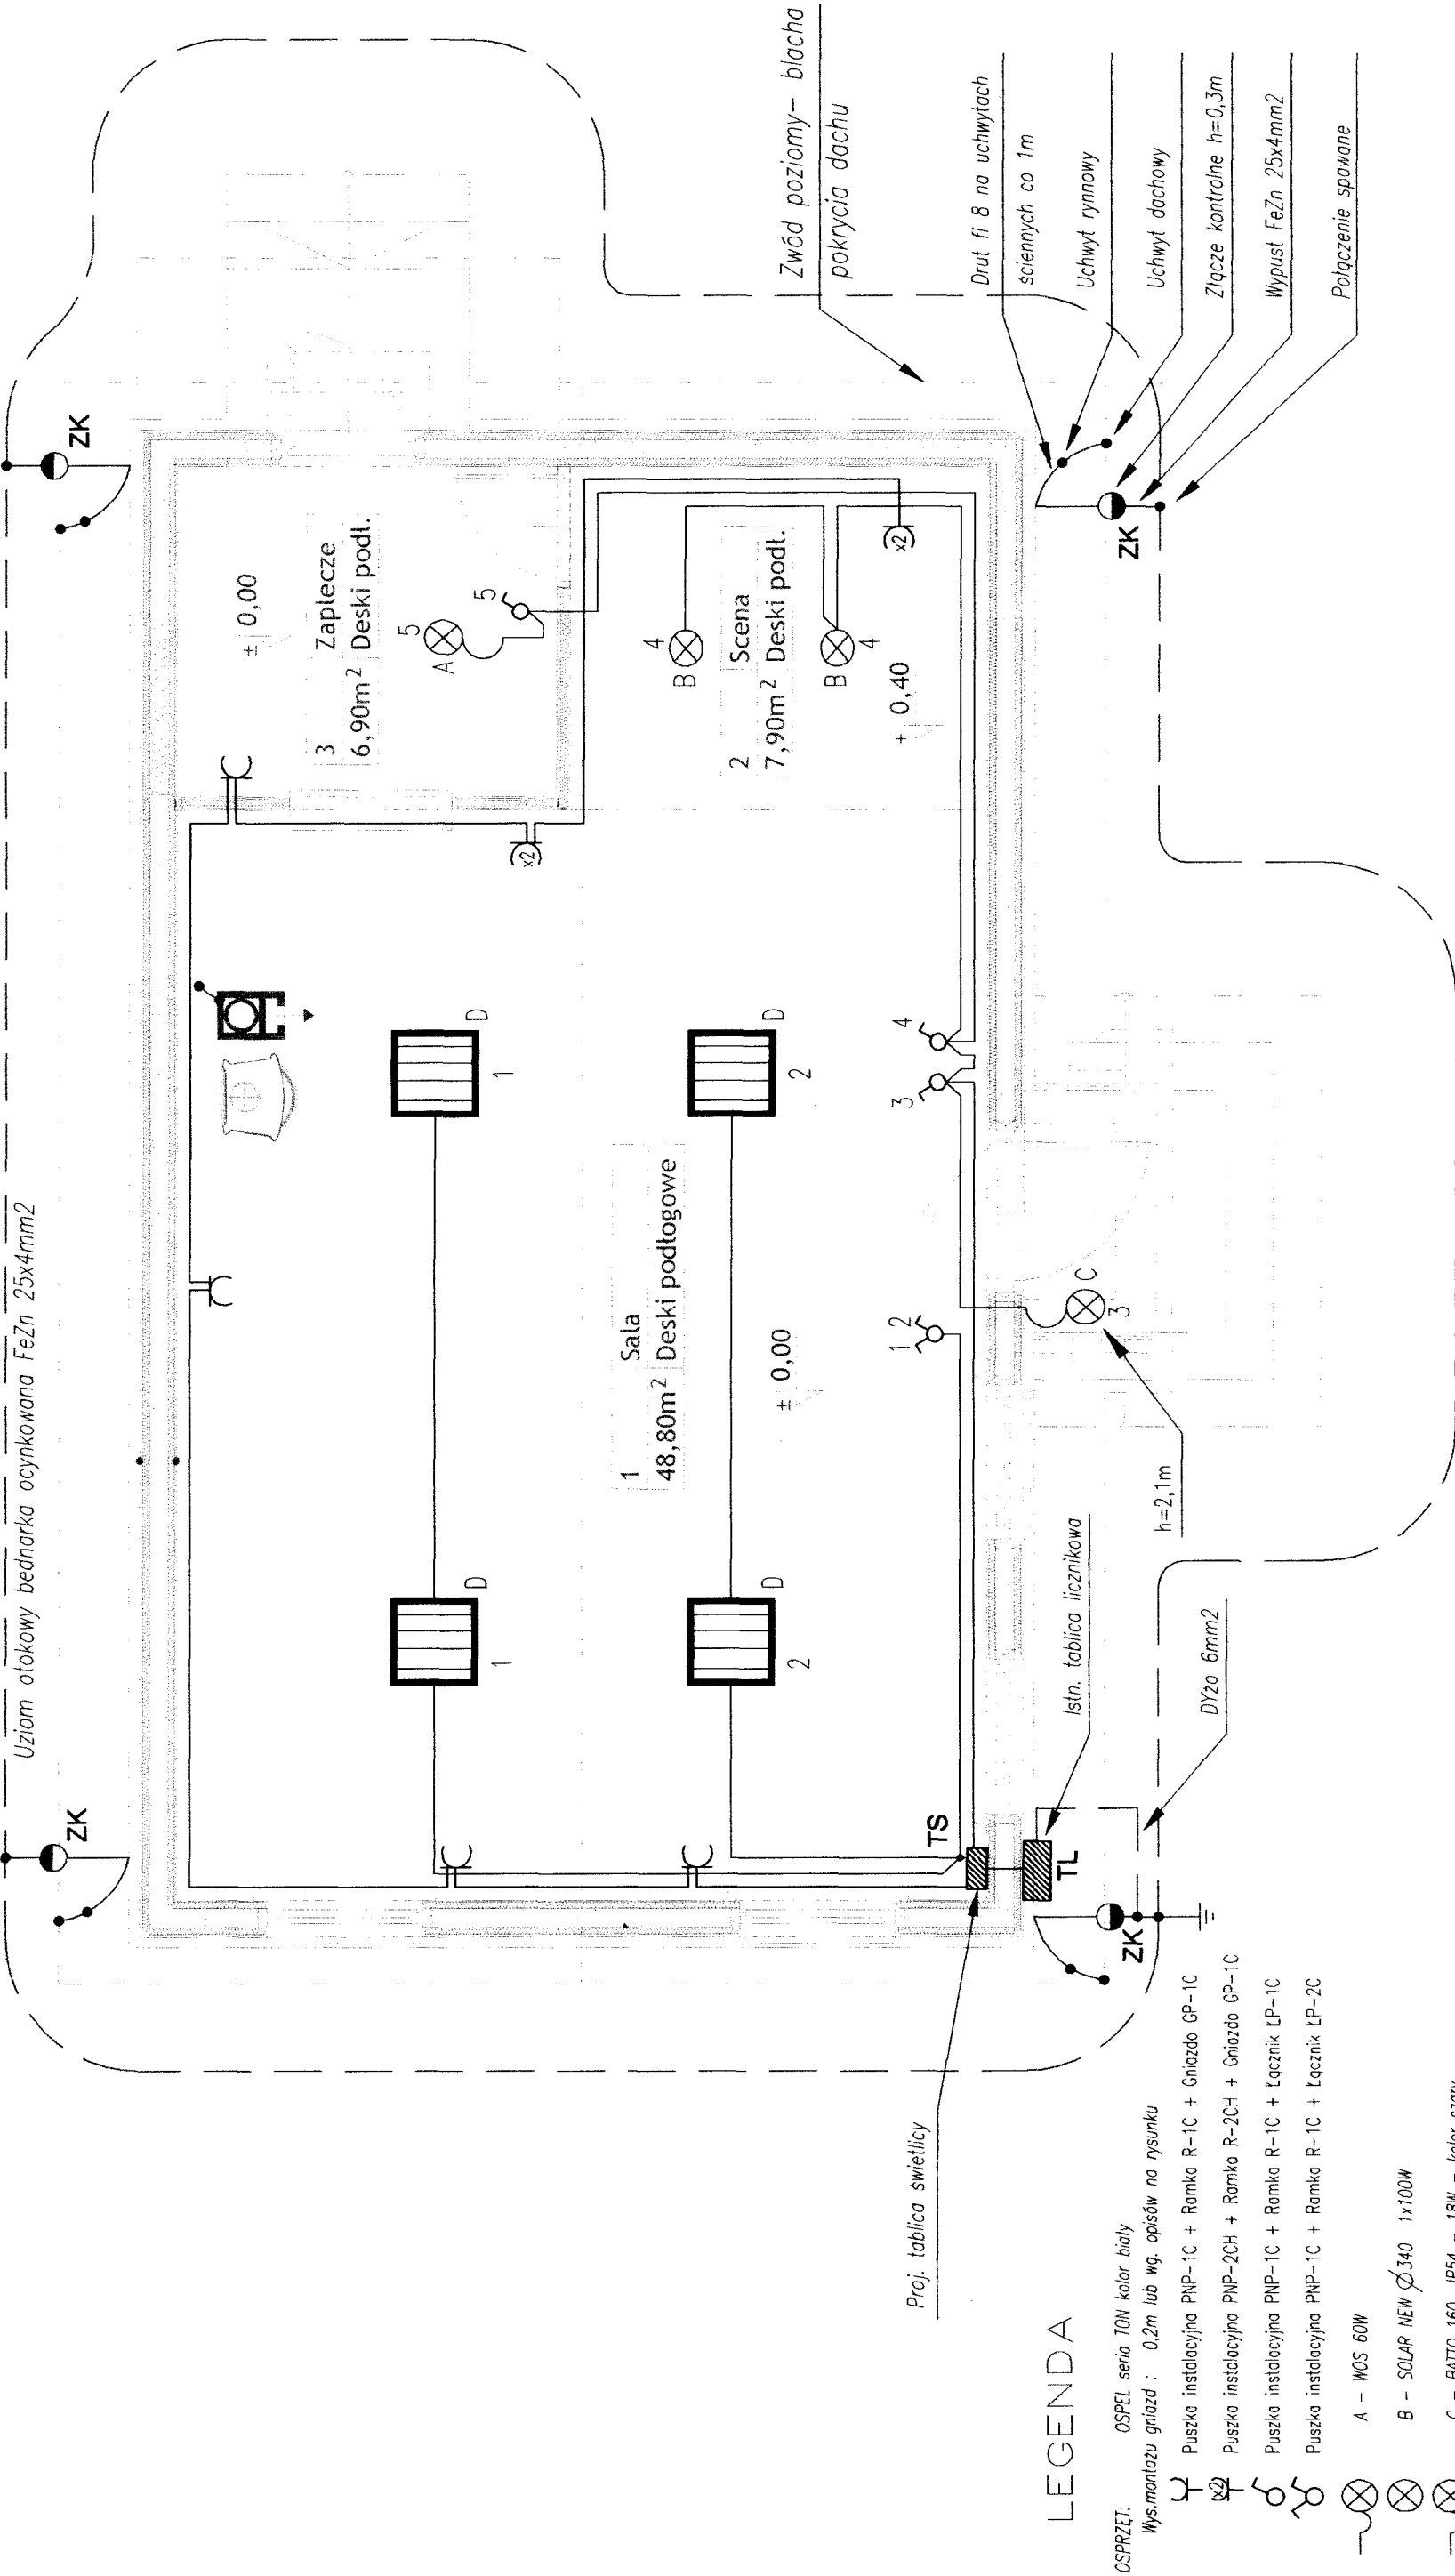 Uziom otokowy bednarka ocynkowana FeZn 25x4mm2
ZK
ZK
± 0,00
3 Zaplecze
6,90m² Deski podł.
A 5
5
B 4
2 Scena
7,90m² Deski podł.
B 4
+ 0,40
x2
x2
1 D
2 D
1 D
2 D
1 Sala
48,80m² Deski podłogowe
± 0,00
3 4
1 2
3 C
h=2,1m
TS
TL
Istn. tablica licznikowa
DYżo 6mm2
ZK
ZK
Zwód poziomy- blacha
pokrycia dachu
Drut fi 8 na uchwytach
ściennych co 1m
Uchwyt rynnowy
Uchwyt dachowy
Złącze kontrolne h=0,3m
Wypust FeZn 25x4mm2
Połączenie spawane
Proj. tablica świetlicy
LEGENDA
OSPRZĘT: OSPEL seria TON kolor biały
Wys.montażu gniazd : 0,2m lub wg. opisów na rysunku
Puszka instalacyjna PNP-1C + Ramka R-1C + Gniazdo GP-1C
x2 Puszka instalacyjna PNP-2CH + Ramka R-2CH + Gniazdo GP-1C
Puszka instalacyjna PNP-1C + Ramka R-1C + Łącznik ŁP-1C
Puszka instalacyjna PNP-1C + Ramka R-1C + Łącznik ŁP-2C
A - WOS 60W
B - SOLAR NEW Ø340 1x100W